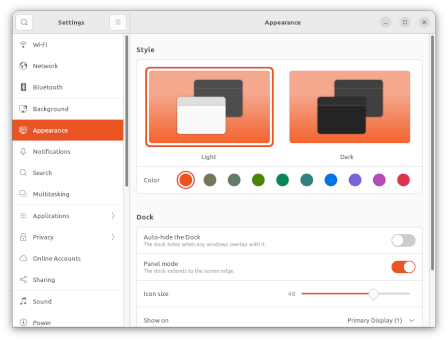 Settings
Appearance
Wi-Fi
Network
Bluetooth
Background
Appearance
Notifications
Search
Multitasking
Applications
Privacy
Online Accounts
Sharing
Sound
Power
Style
Light
Dark
Color
Dock
Auto-hide the Dock
The dock hides when any windows overlap with it.
Panel mode
The dock extends to the screen edge.
Icon size
48
Show on
Primary Display (1)